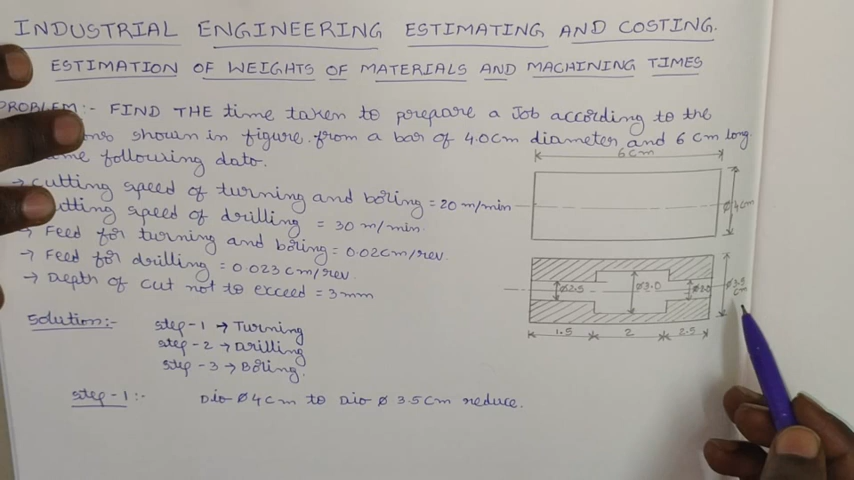 INDUSTRIAL ENGINEERING ESTIMATING AND COSTING.
ESTIMATION OF WEIGHTS OF MATERIALS AND MACHINING TIMES
PROBLEM:- FIND THE time taken to prepare a Job according to the
shown in figure. from a bar of 4.0cm diameter and 6 cm long.
following data.
→ Cutting speed of turning and boring = 20 m/min
Cutting speed of drilling = 30 m/min.
→ Feed for turning and boring = 0.02cm/rev.
→ Feed for drilling = 0.023 cm/rev.
→ Depth of cut not to exceed = 3mm
6cm
Ø4cm
Ø2.5
Ø3.0
Ø3.5
cm
1.5
2
2.5
Solution:-
step-1 → Turning
step-2 → Drilling
step-3 → Boring.
step-1:- Dia Ø 4cm to Dia Ø 3.5cm reduce.